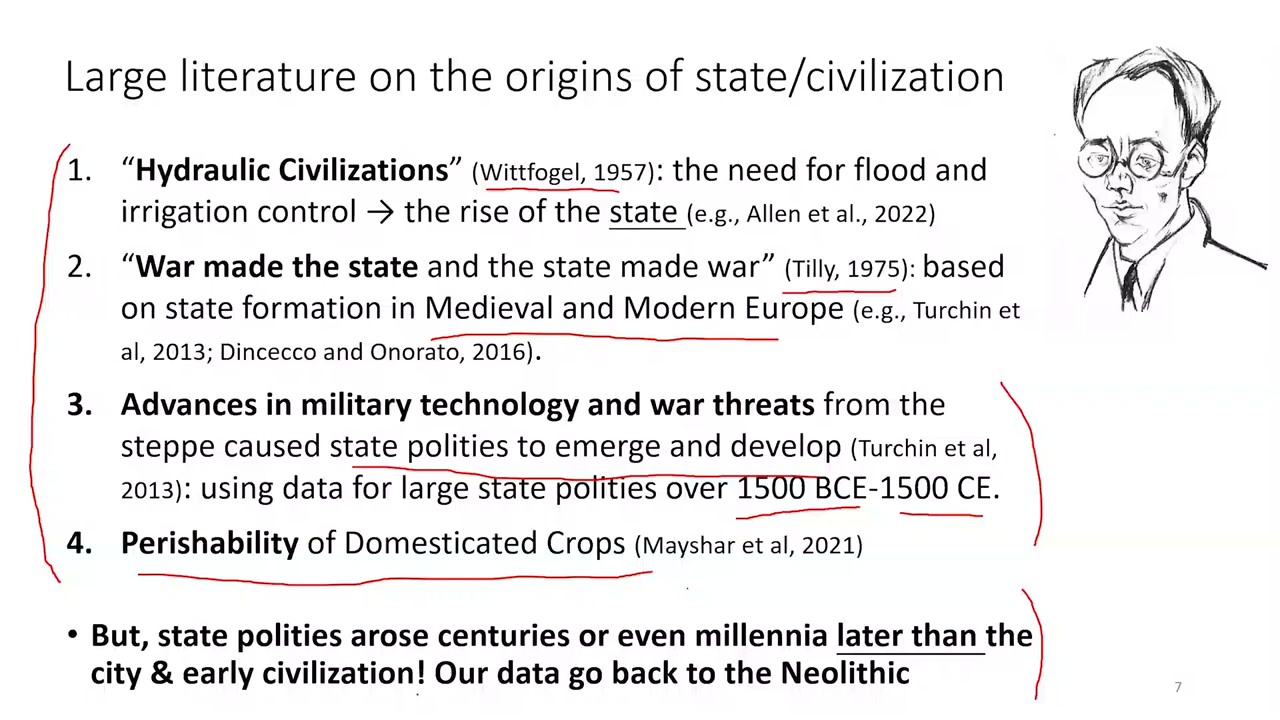 Large literature on the origins of state/civilization
1. “Hydraulic Civilizations” (Wittfogel, 1957): the need for flood and
irrigation control → the rise of the state (e.g., Allen et al., 2022)
2. “War made the state and the state made war” (Tilly, 1975): based
on state formation in Medieval and Modern Europe (e.g., Turchin et
al, 2013; Dincecco and Onorato, 2016).
3. Advances in military technology and war threats from the
steppe caused state polities to emerge and develop (Turchin et al,
2013): using data for large state polities over 1500 BCE-1500 CE.
4. Perishability of Domesticated Crops (Mayshar et al, 2021)
• But, state polities arose centuries or even millennia later than the
city & early civilization! Our data go back to the Neolithic
7